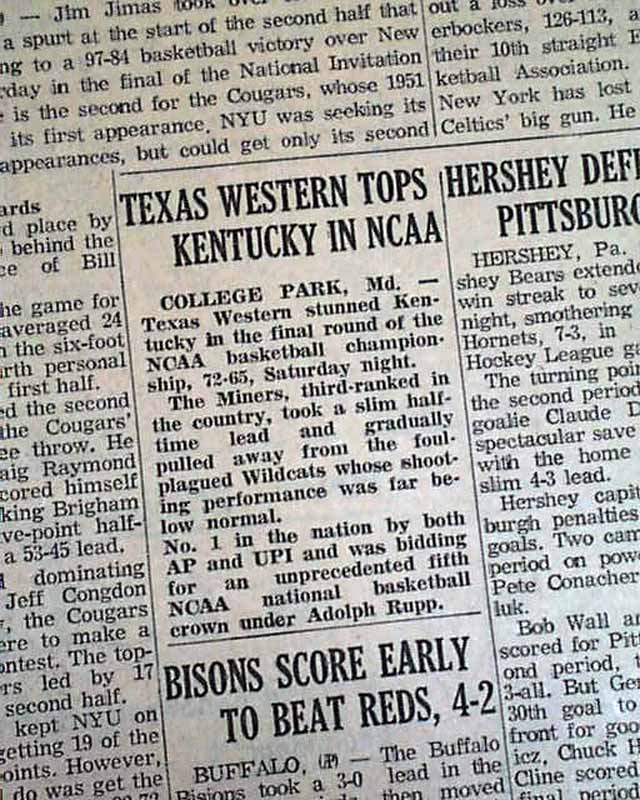 — Jim Jimas took over
a spurt at the start of the second half that
ng to a 97-84 basketball victory over New
rday in the final of the National Invitation
is the second for the Cougars, whose 1951
its first appearance. NYU was seeking its
appearances, but could get only its second
out a loss over
erbockers, 126-113, a
their 10th straight E
ketball Association.
New York has lost
Celtics' big gun. He
ards
d place by
behind the
ce of Bill
he game for
averaged 24
n the six-foot
rth personal
first half.
ed the second
the Cougars'
ee throw. He
aig Raymond
cored himself
king Brigham
ve-point half-
a 53-45 lead.
dominating
Jeff Congdon
, the Cougars
ere to make a
ontest. The top-
rs led by 17
second half.
kept NYU on
getting 19 of the
oints. However,
do was get the
TEXAS WESTERN TOPS
KENTUCKY IN NCAA
COLLEGE PARK, Md. —
Texas Western stunned Ken-
tucky in the final round of the
NCAA basketball champion-
ship, 72-65, Saturday night.
The Miners, third-ranked in
the country, took a slim half-
time lead and gradually
pulled away from the foul-
plagued Wildcats whose shoot-
ing performance was far be-
low normal.
No. 1 in the nation by both
AP and UPI and was bidding
for an unprecedented fifth
NCAA national basketball
crown under Adolph Rupp.
BISONS SCORE EARLY
TO BEAT REDS, 4-2
BUFFALO, (AP) — The Buffalo
Bisons took a 3-0 lead in the
then moved
HERSHEY DEFE
PITTSBURG
HERSHEY, Pa.
shey Bears extende
win streak to seve
night, smothering
Hornets, 7-3, in
Hockey League ga
The turning poin
the second period
goalie Claude D
spectacular save
with the home
slim 4-3 lead.
Hershey capit
burgh penalties
goals. Two cam
period on powe
Pete Conacher
luk.
Bob Wall an
scored for Pitt
ond period,
3-all. But Ge
30th goal to
front for goo
icz, Chuck H
Cline scored
final period